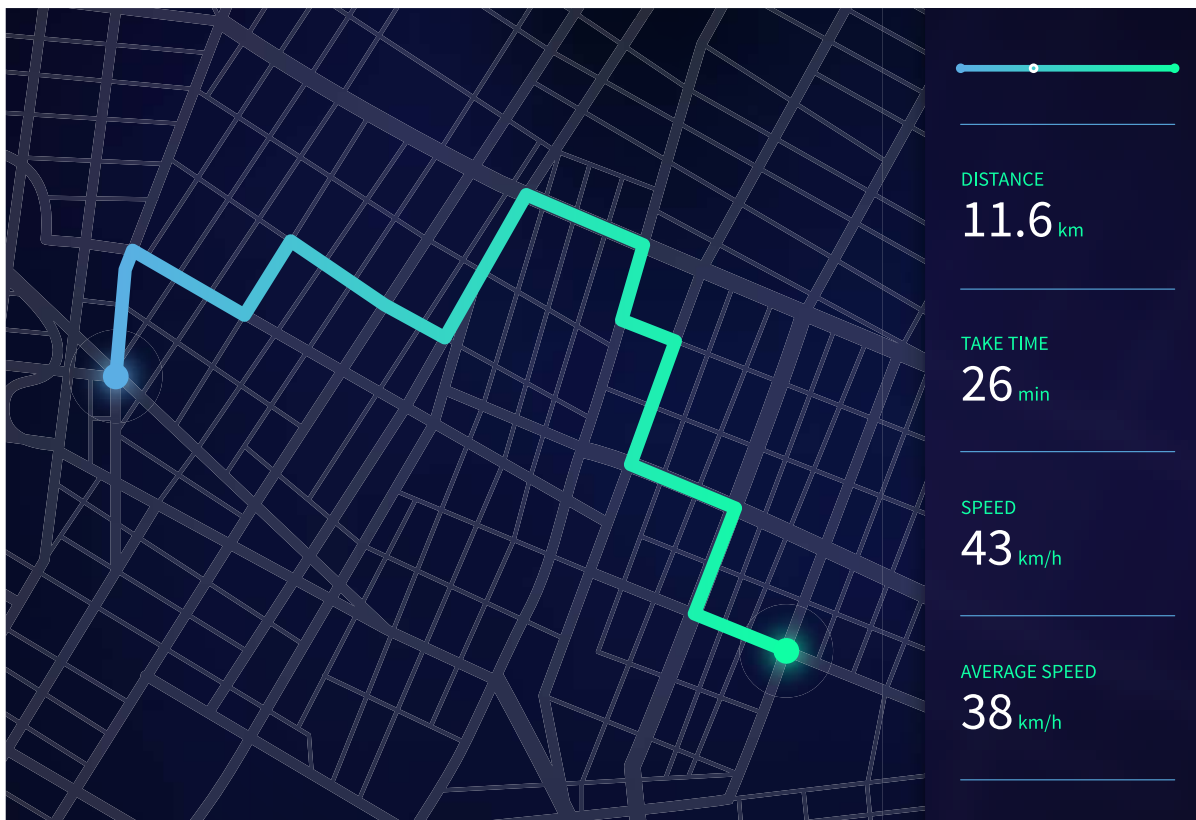 DISTANCE
11.6 km
TAKE TIME
26 min
SPEED
43 km/h
AVERAGE SPEED
38 km/h